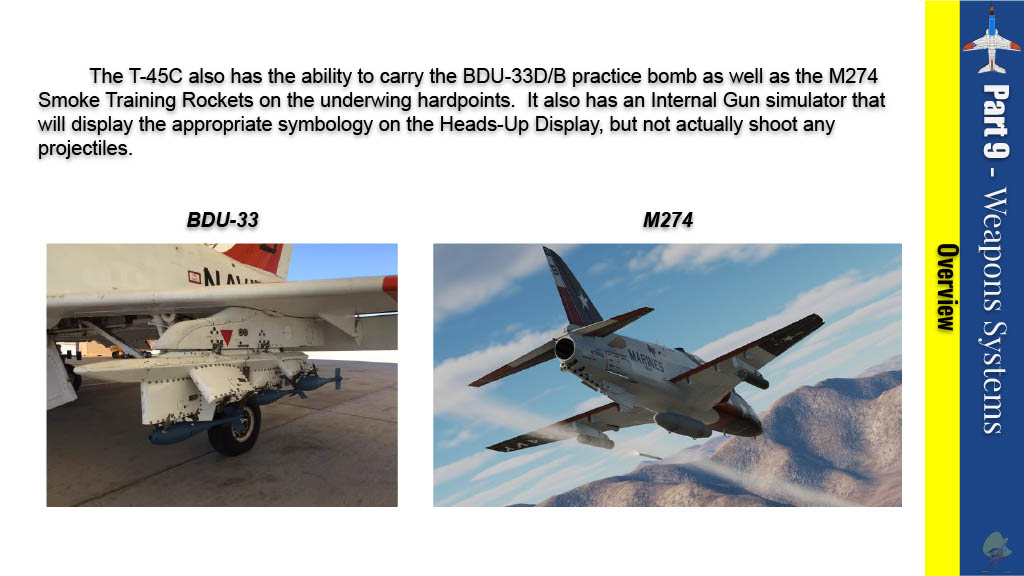 The T-45C also has the ability to carry the BDU-33D/B practice bomb as well as the M274
Smoke Training Rockets on the underwing hardpoints. It also has an Internal Gun simulator that
will display the appropriate symbology on the Heads-Up Display, but not actually shoot any
projectiles.
BDU-33
M274
MARINES
Part 9 - Weapons Systems
Overview